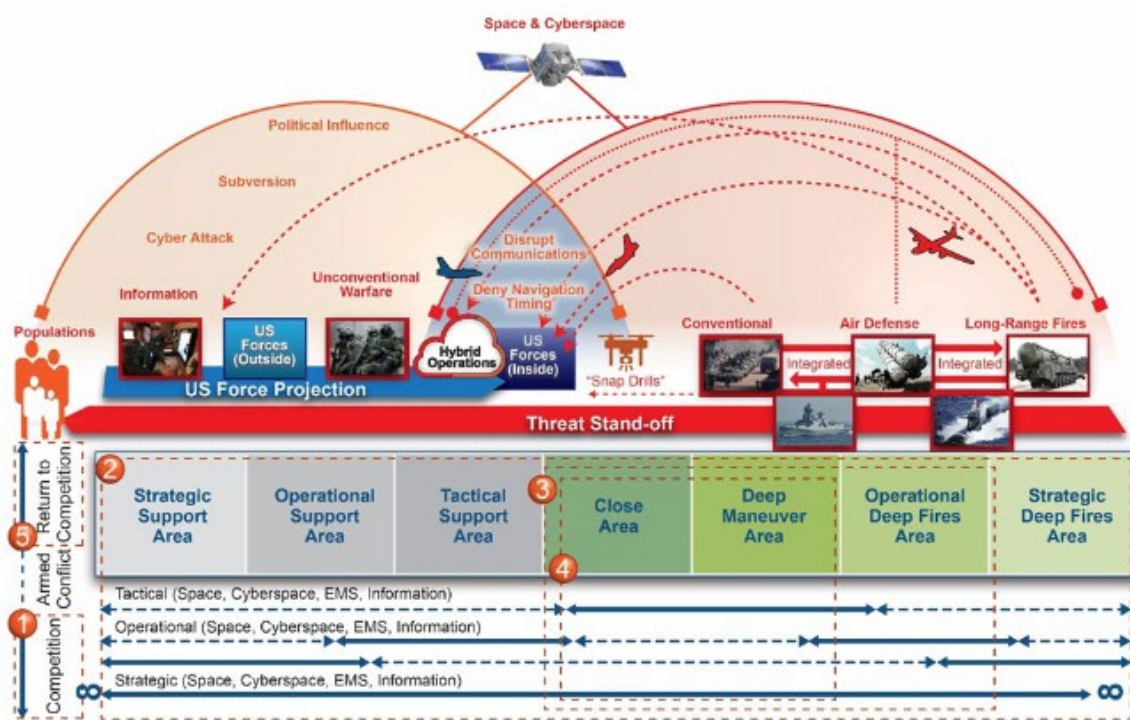 Space & Cyberspace
Political Influence
Subversion
Cyber Attack
Disrupt
Communications
Deny Navigation
Timing
Information
Unconventional
Warfare
Populations
US
Forces
(Outside)
Hybrid
Operations
US
Forces
(Inside)
Conventional
Air Defense
Long-Range Fires
Integrated
Integrated
"Snap Drills"
US Force Projection
Threat Stand-off
Return to
Competition
5
Armed
Conflict
1
Competition
2
Strategic
Support
Area
Operational
Support
Area
Tactical
Support
Area
3
Close
Area
4
Deep
Maneuver
Area
Operational
Deep Fires
Area
Strategic
Deep Fires
Area
Tactical (Space, Cyberspace, EMS, Information)
Operational (Space, Cyberspace, EMS, Information)
Strategic (Space, Cyberspace, EMS, Information)
∞
∞